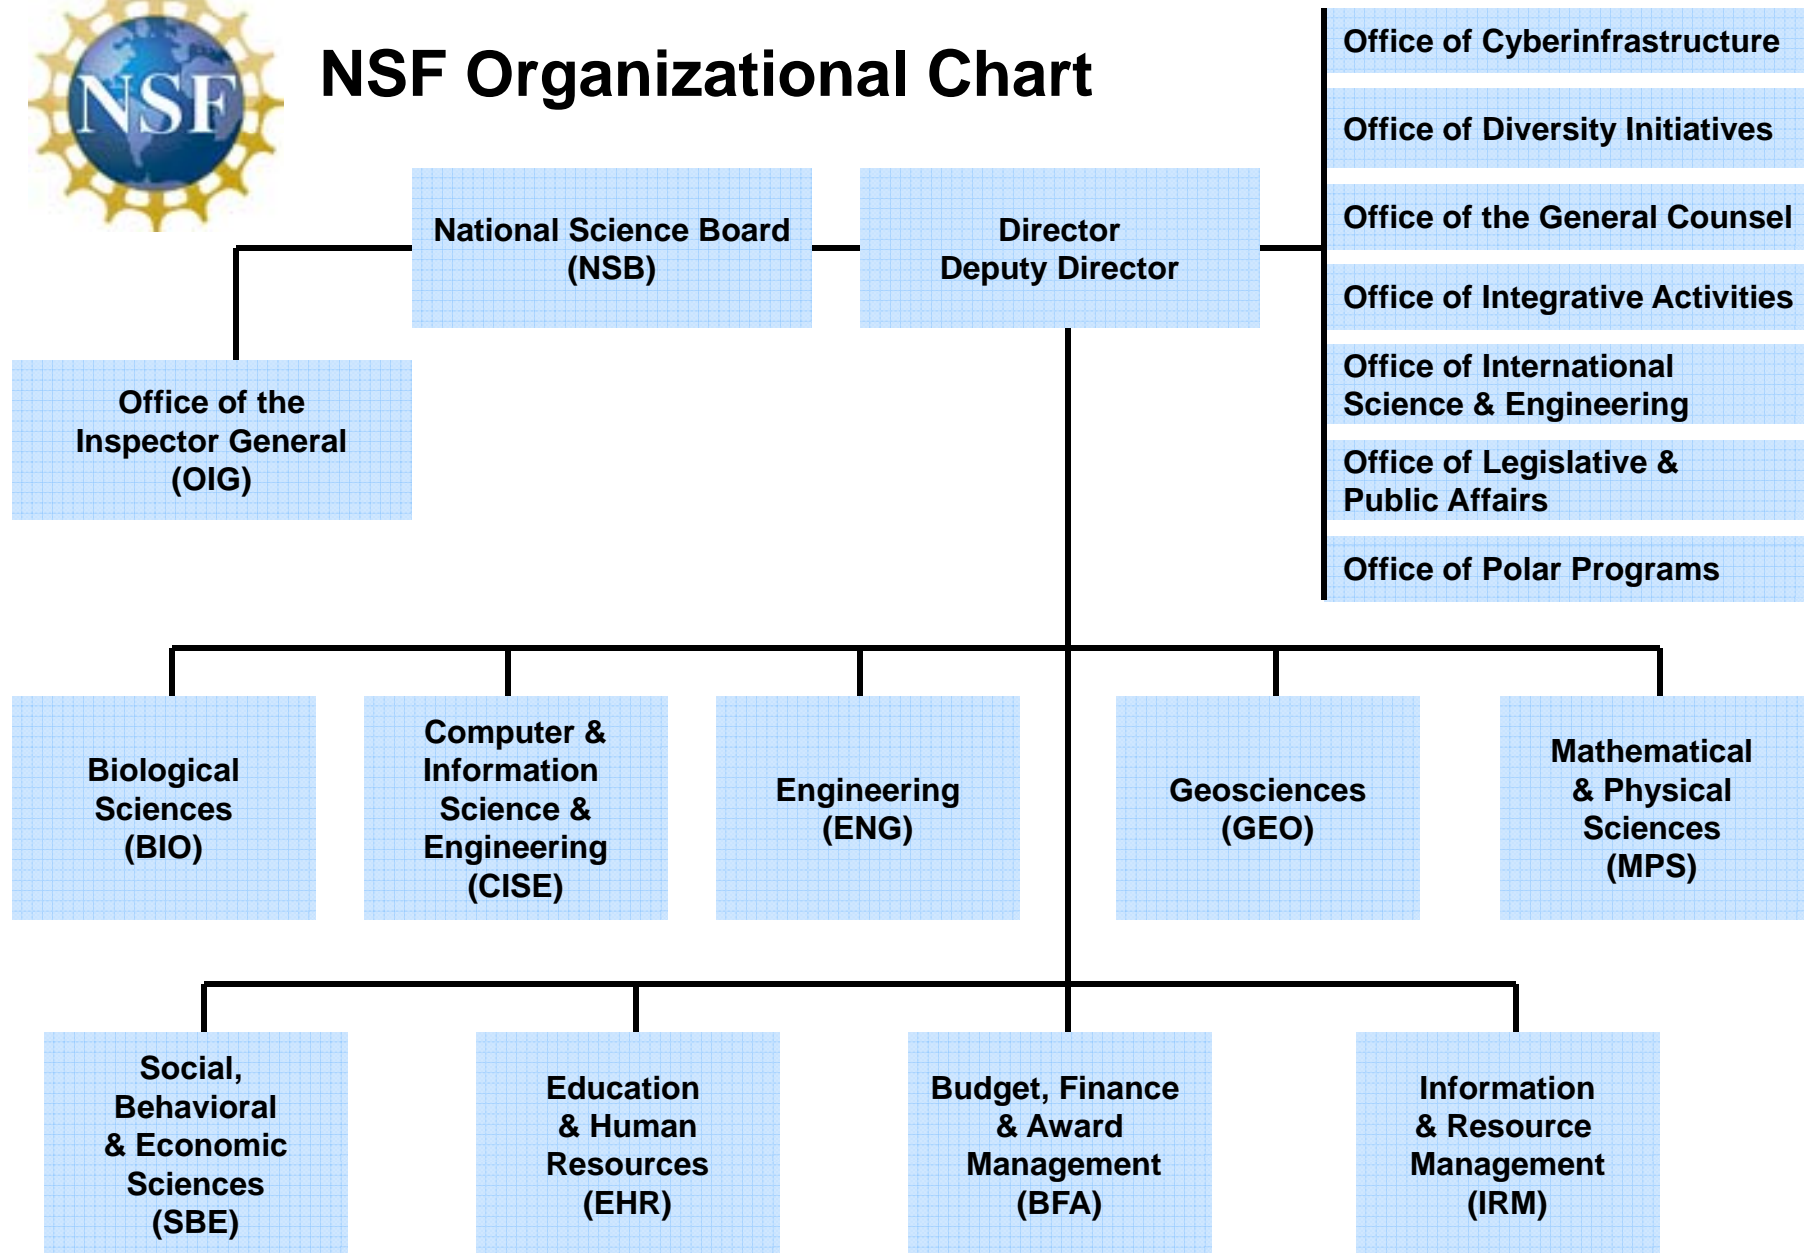 NSF
NSF Organizational Chart
Office of Cyberinfrastructure
Office of Diversity Initiatives
Office of the General Counsel
Office of Integrative Activities
Office of International
Science & Engineering
Office of Legislative &
Public Affairs
Office of Polar Programs
National Science Board
(NSB)
Director
Deputy Director
Office of the
Inspector General
(OIG)
Biological
Sciences
(BIO)
Computer &
Information
Science &
Engineering
(CISE)
Engineering
(ENG)
Geosciences
(GEO)
Mathematical
& Physical
Sciences
(MPS)
Social,
Behavioral
& Economic
Sciences
(SBE)
Education
& Human
Resources
(EHR)
Budget, Finance
& Award
Management
(BFA)
Information
& Resource
Management
(IRM)